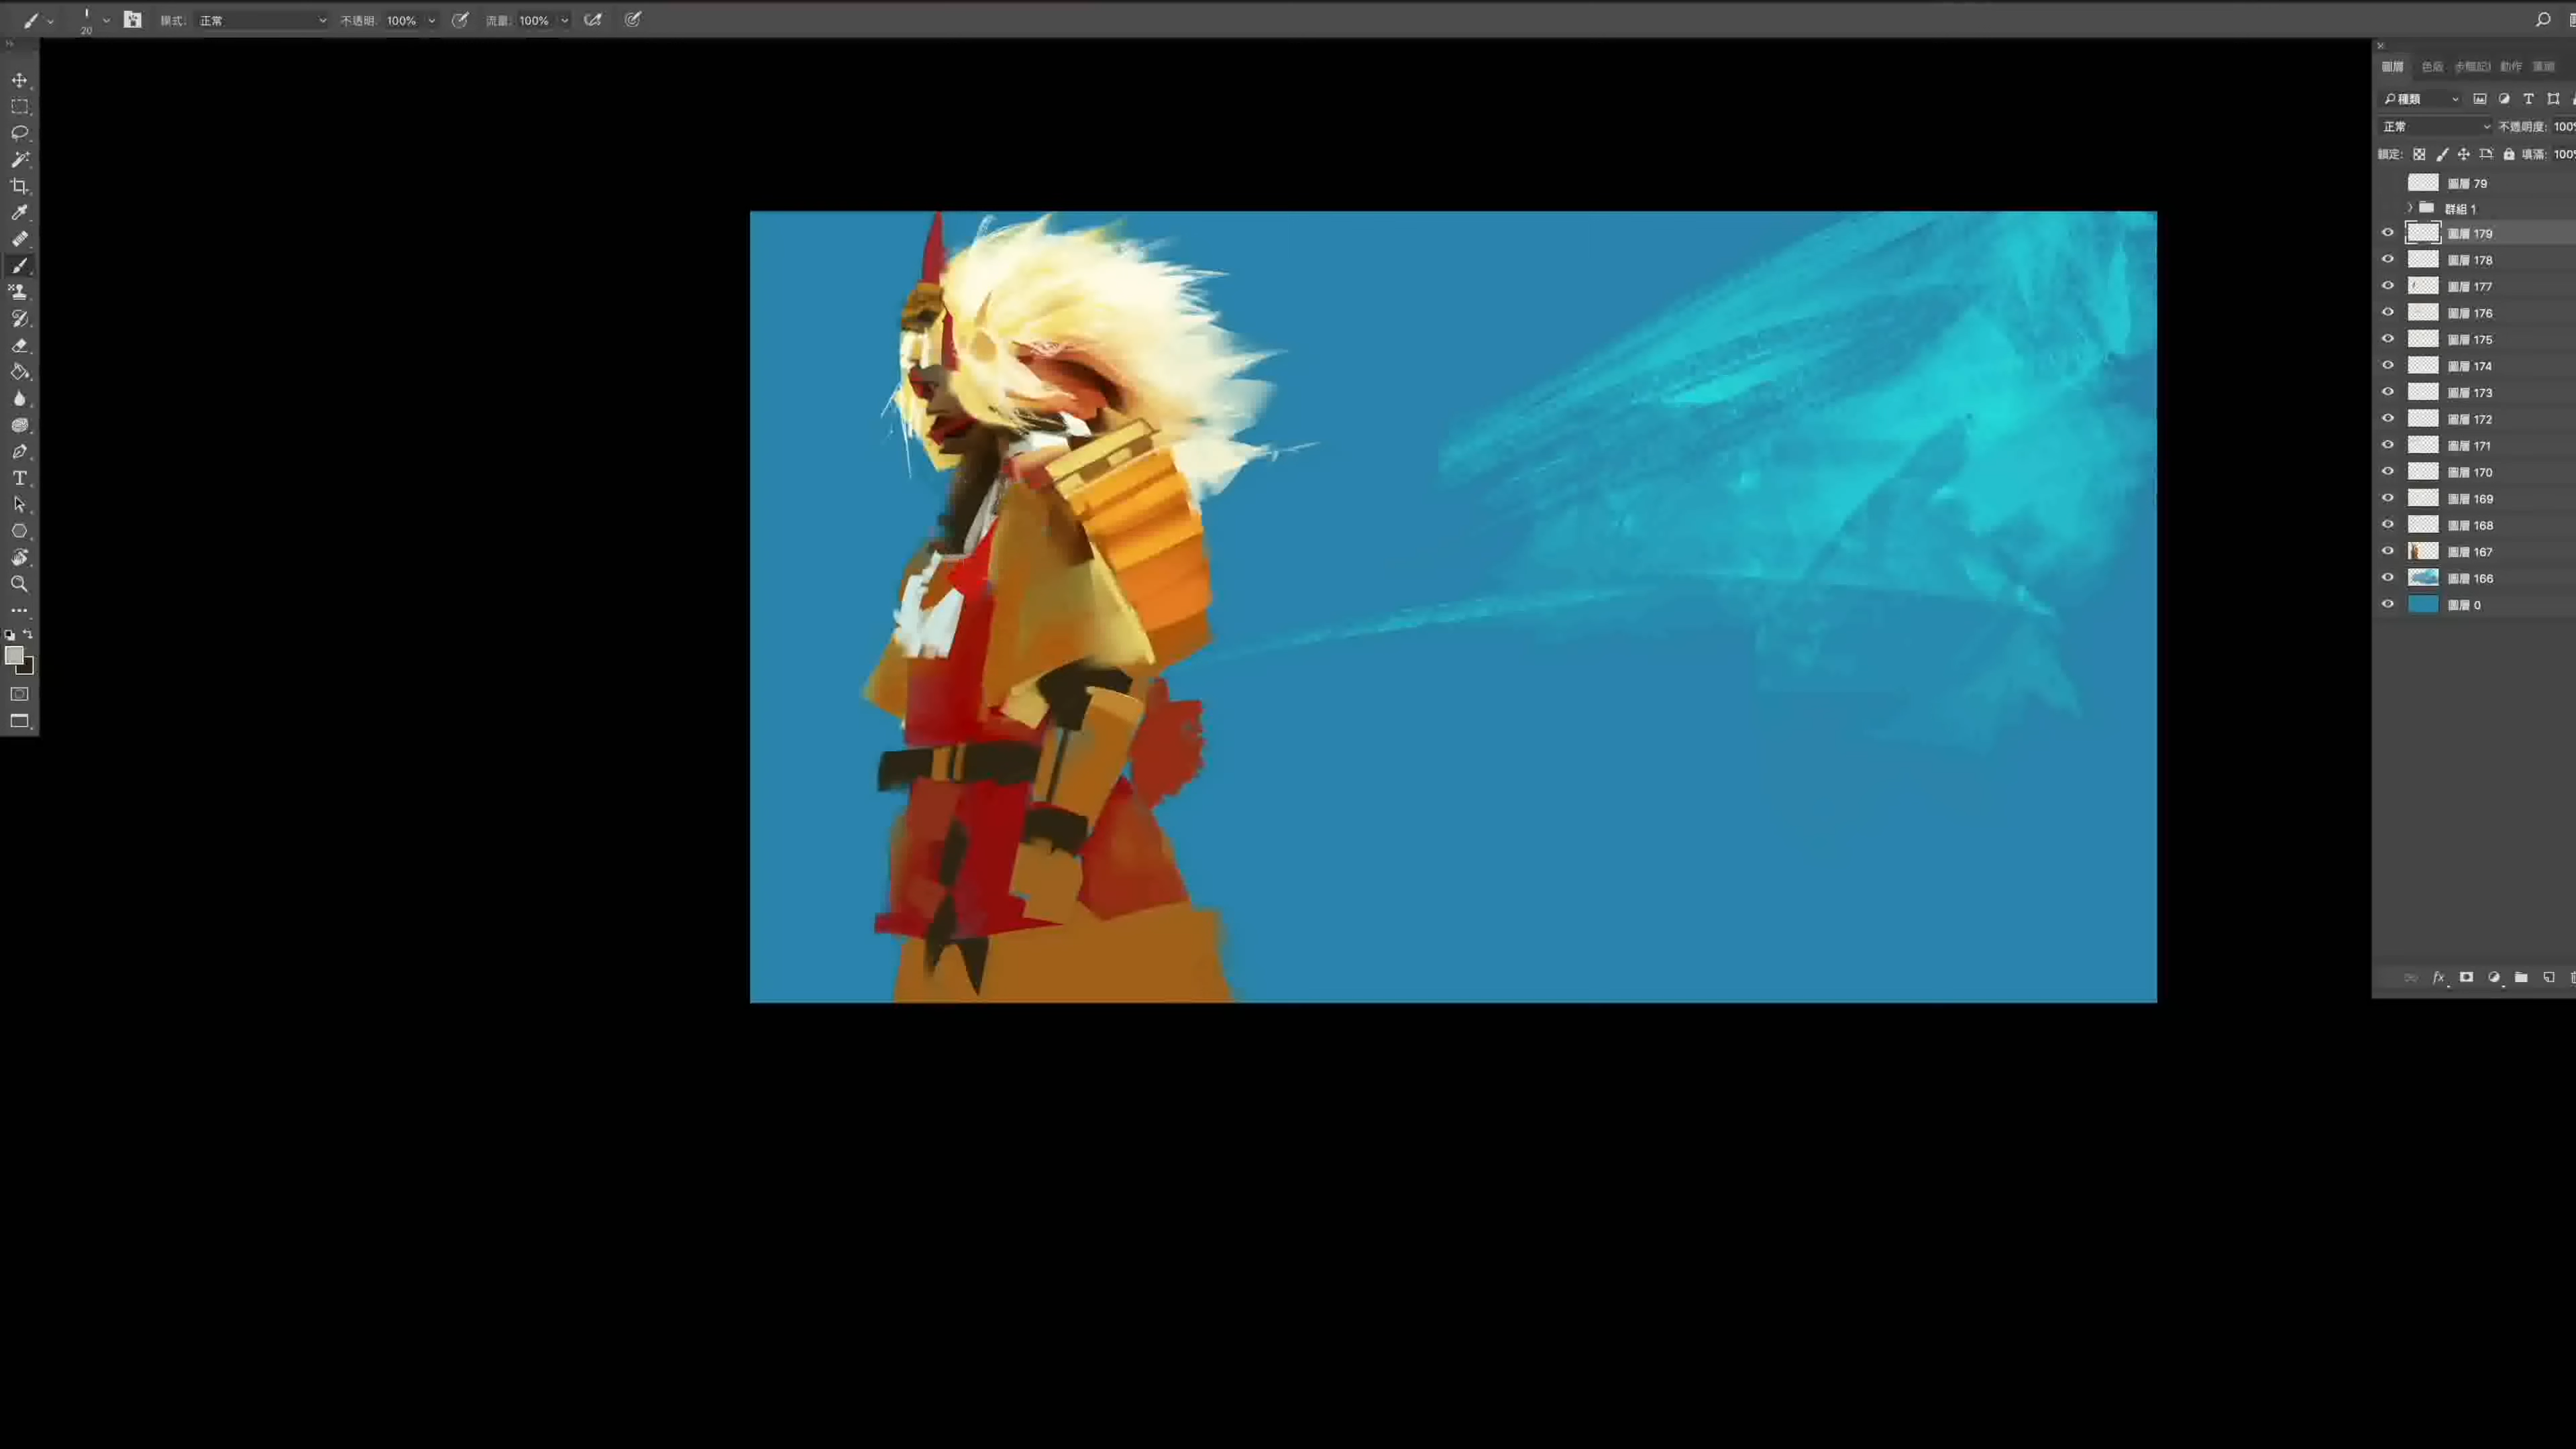 模式: 正常 不透明: 100% 流量: 100%
20
圖層 色版 步驟記 動作
種類
正常 不透明度: 100%
鎖定: 填滿: 100%
圖層 79
群組 1
圖層 179
圖層 178
圖層 177
圖層 176
圖層 175
圖層 174
圖層 173
圖層 172
圖層 171
圖層 170
圖層 169
圖層 168
圖層 167
圖層 166
圖層 0
fx